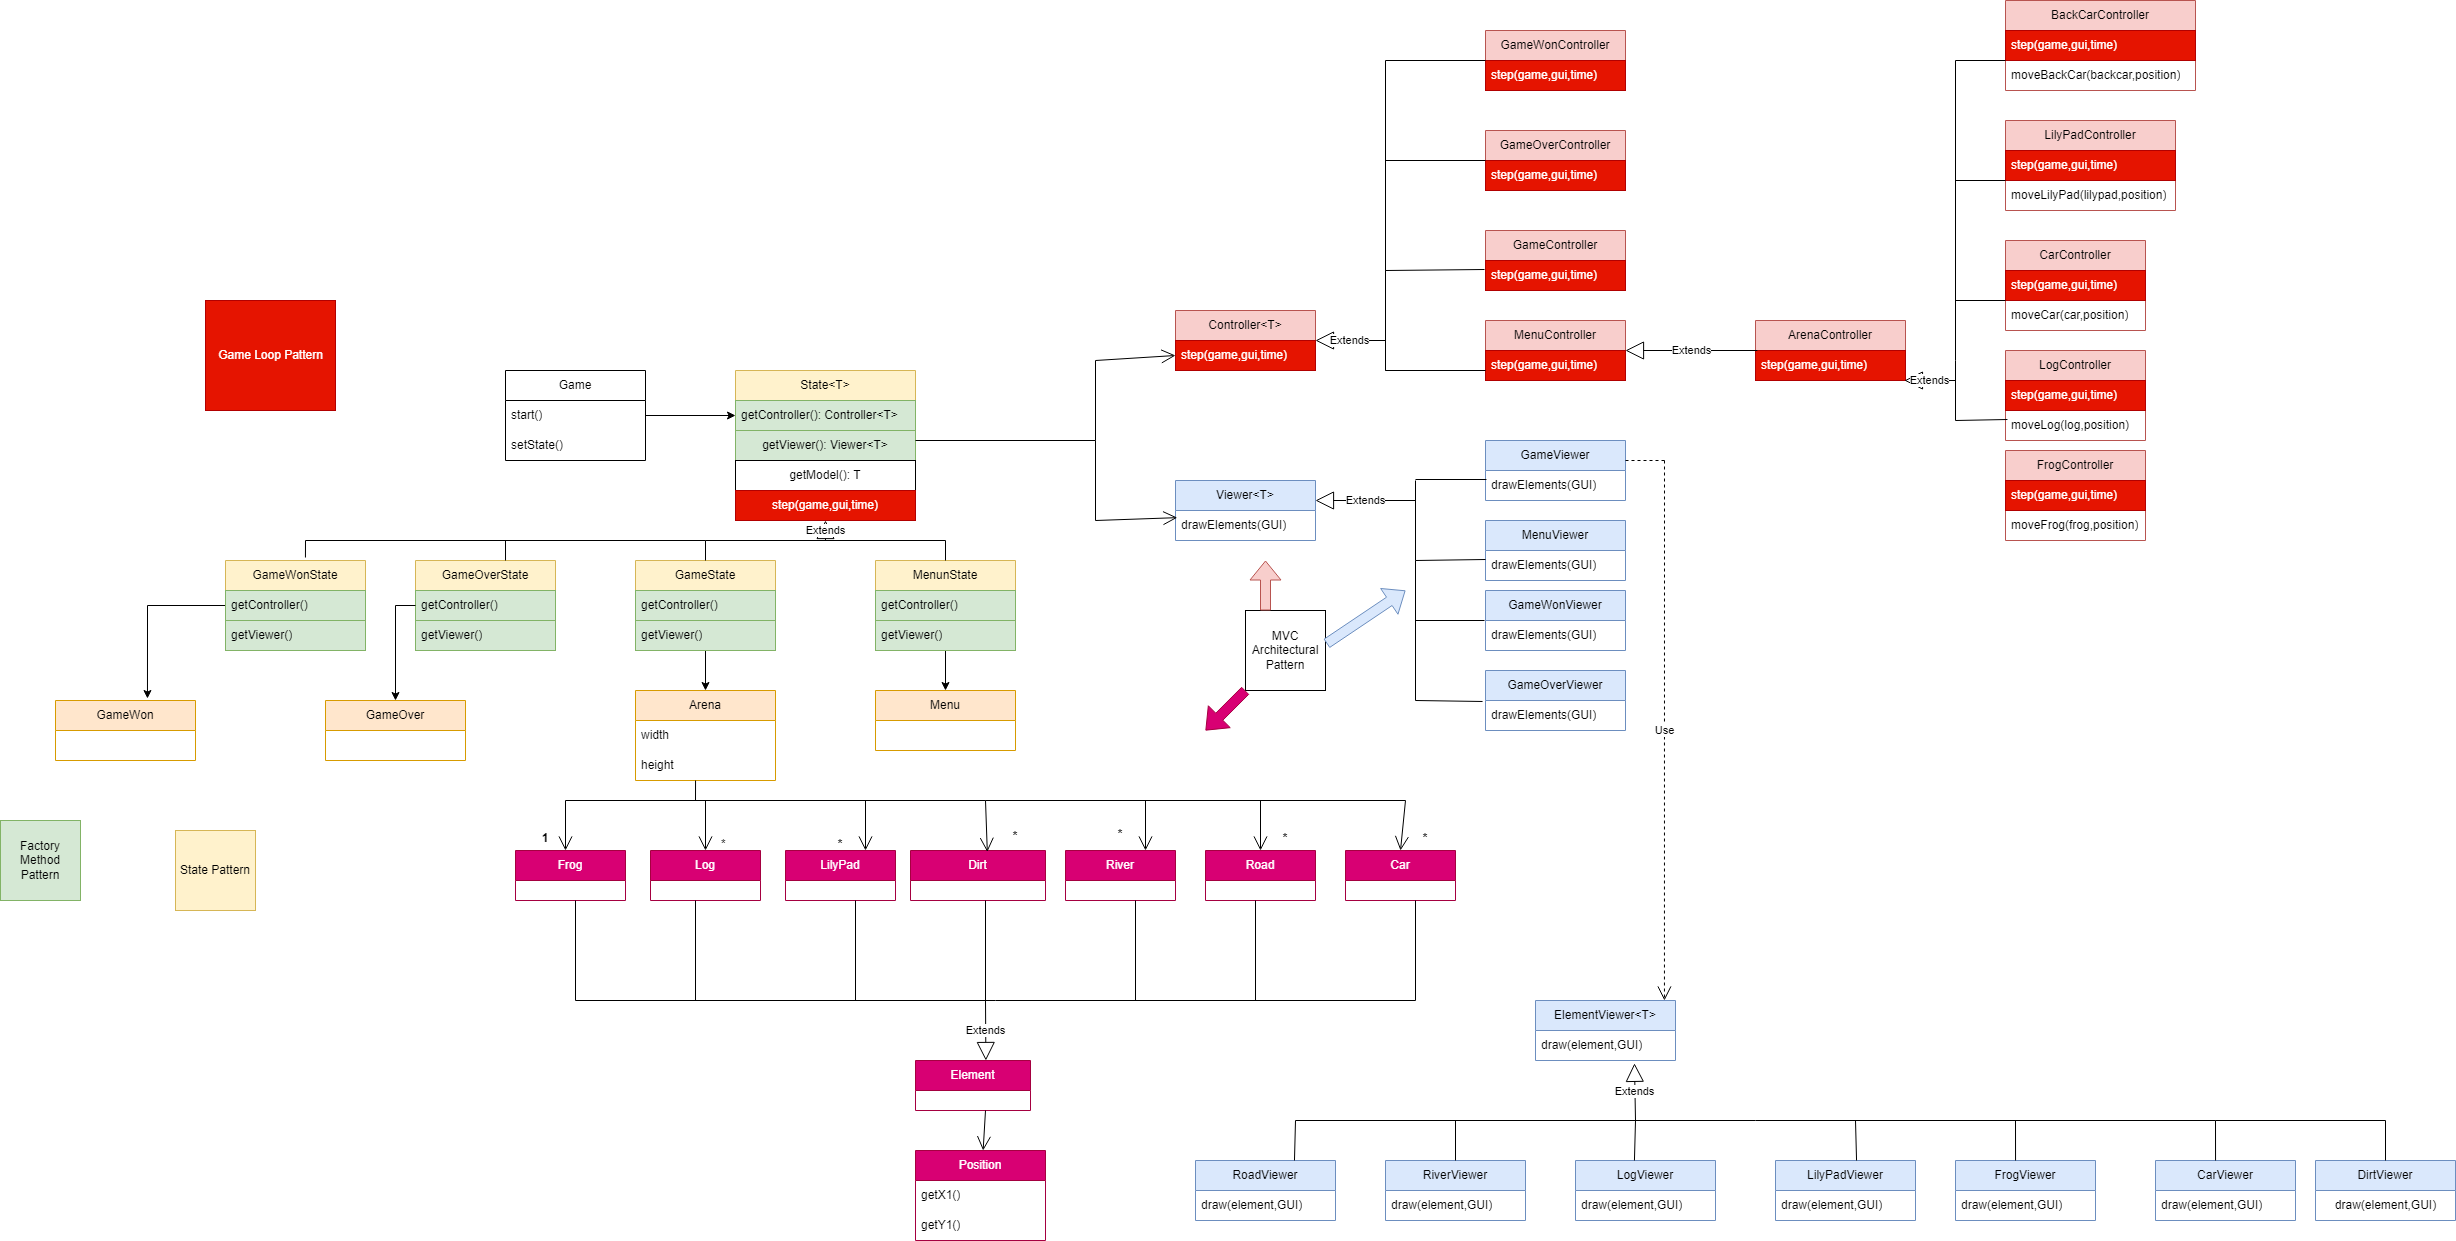 BackCarController
step(game,gui,time)
moveBackCar(backcar,position)
GameWonController
step(game,gui,time)
LilyPadController
step(game,gui,time)
moveLilyPad(lilypad,position)
GameOverController
step(game,gui,time)
GameController
step(game,gui,time)
CarController
step(game,gui,time)
moveCar(car,position)
Game Loop Pattern
Controller<T>
step(game,gui,time)
Extends
MenuController
step(game,gui,time)
Extends
ArenaController
step(game,gui,time)
Extends
LogController
step(game,gui,time)
moveLog(log,position)
FrogController
step(game,gui,time)
moveFrog(frog,position)
Game
start()
setState()
State<T>
getController(): Controller<T>
getViewer(): Viewer<T>
getModel(): T
step(game,gui,time)
Extends
Viewer<T>
drawElements(GUI)
Extends
GameViewer
drawElements(GUI)
MenuViewer
drawElements(GUI)
GameWonViewer
drawElements(GUI)
GameOverViewer
drawElements(GUI)
Use
MVC
Architectural
Pattern
GameWonState
getController()
getViewer()
GameOverState
getController()
getViewer()
GameState
getController()
getViewer()
MenunState
getController()
getViewer()
GameWon
GameOver
Arena
width
height
Menu
Factory
Method
Pattern
State Pattern
1
*
*
*
*
*
*
Frog
Log
LilyPad
Dirt
River
Road
Car
Extends
Element
Position
getX1()
getY1()
ElementViewer<T>
draw(element,GUI)
Extends
RoadViewer
draw(element,GUI)
RiverViewer
draw(element,GUI)
LogViewer
draw(element,GUI)
LilyPadViewer
draw(element,GUI)
FrogViewer
draw(element,GUI)
CarViewer
draw(element,GUI)
DirtViewer
draw(element,GUI)